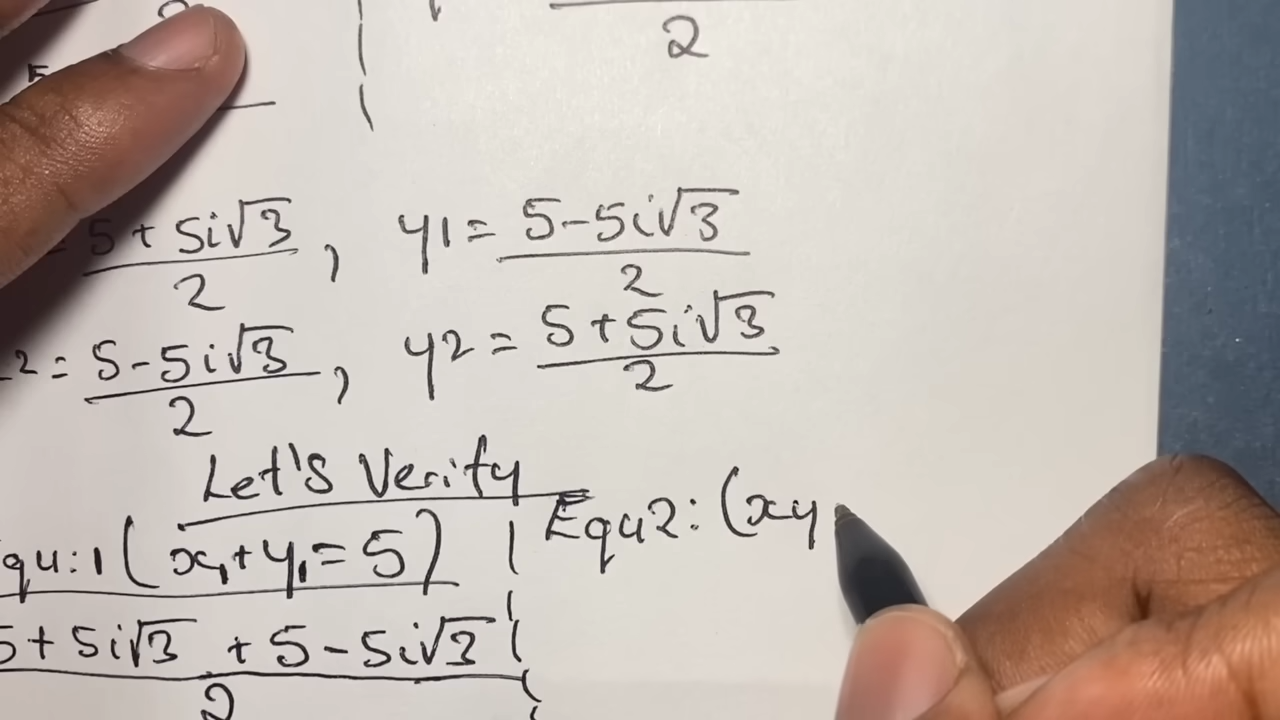 2
5
= 5+5i√3/2, y1 = 5-5i√3/2
2 = 5-5i√3/2, y2 = 5+5i√3/2
Let's Verify
qu:1 (x₁+y₁=5) Equ2: (xy
5+5i√3+5-5i√3/2